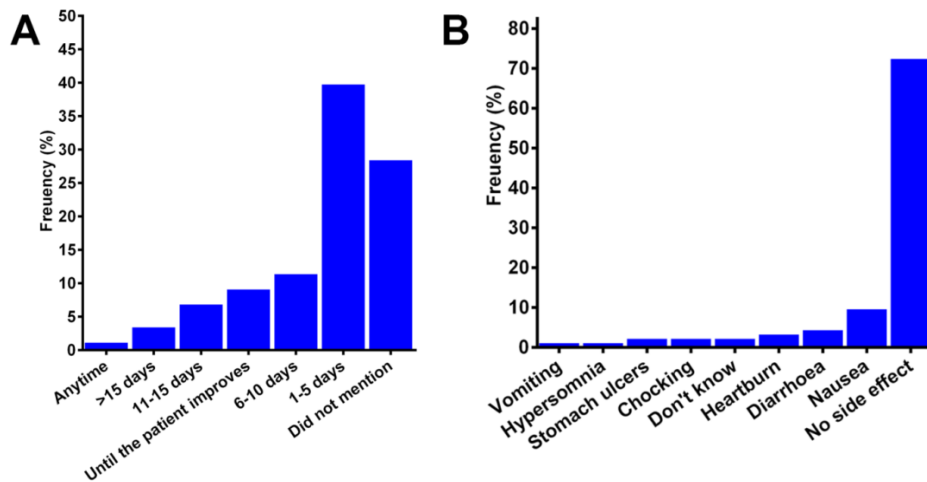 A
Freuency (%)
50
45
40
35
30
25
20
15
10
5
0
Anytime
>15 days
11-15 days
Until the patient improves
6-10 days
1-5 days
Did not mention
B
Freuency (%)
80
70
60
50
40
30
20
10
0
Vomiting
Hypersomnia
Stomach ulcers
Chocking
Don't know
Heartburn
Diarrhoea
Nausea
No side effect